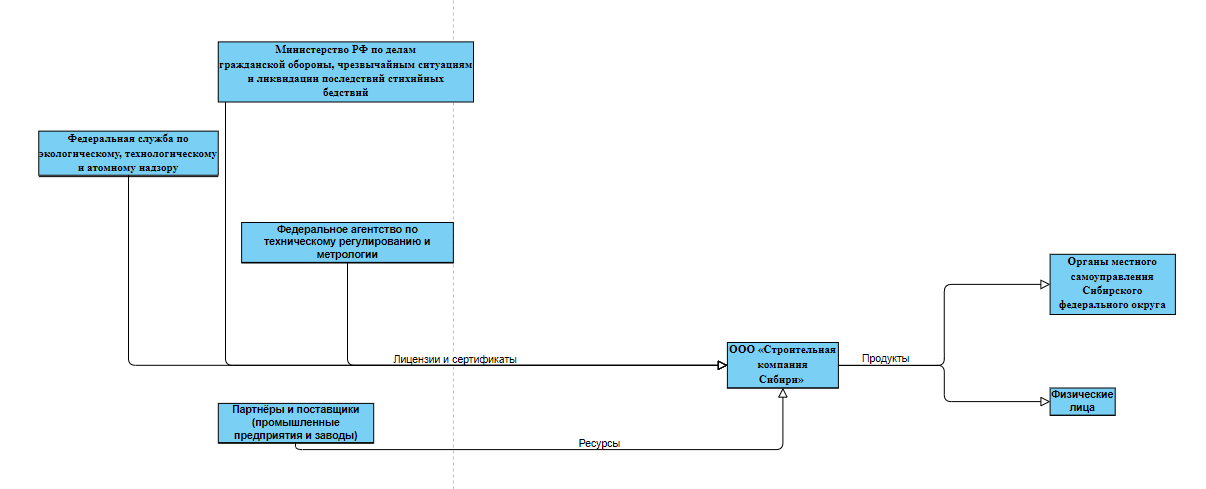 Министерство РФ по делам
гражданской обороны, чрезвычайным ситуациям
и ликвидации последствий стихийных
бедствий
Федеральная служба по
экологическому, технологическому
и атомному надзору
Федеральное агентство по
техническому регулированию и
метрологии
Органы местного
самоуправления
Сибирского
федерального округа
Лицензии и сертификаты
ООО «Строительная
компания
Сибири»
Продукты
Физические
лица
Партнёры и поставщики
(промышленные
предприятия и заводы)
Ресурсы